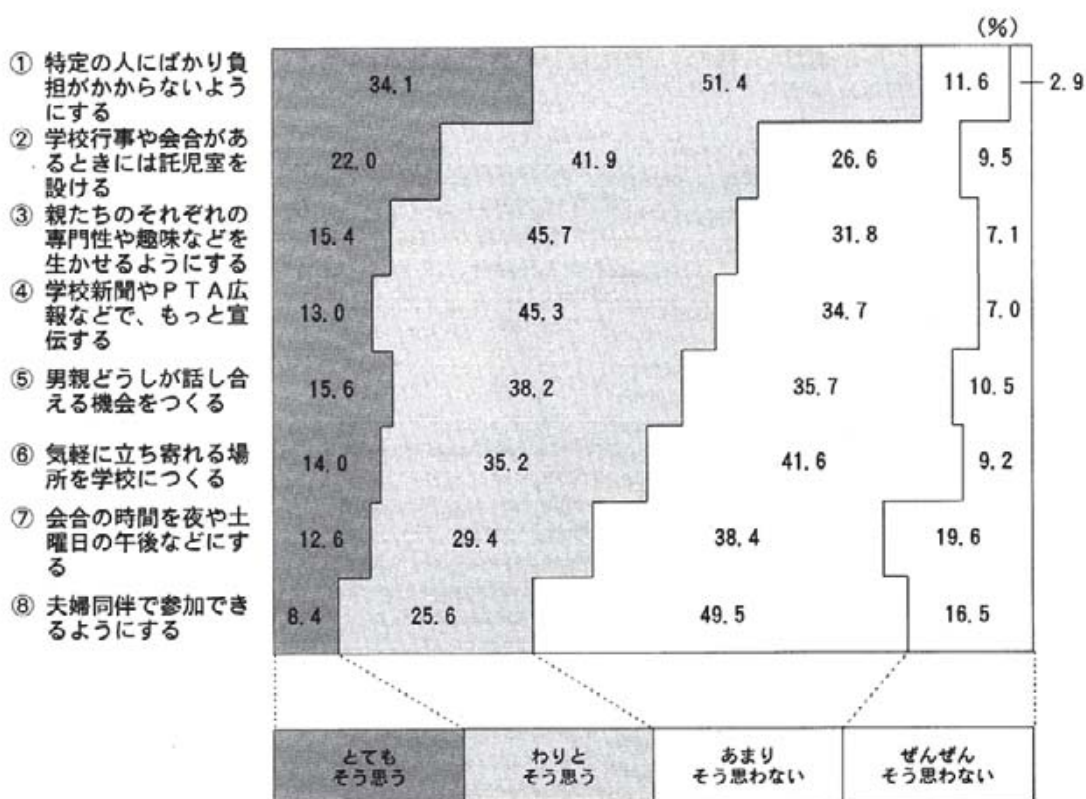 (%)
① 特定の人にばかり負
担がかからないよう
にする
34.1 51.4 11.6 2.9
② 学校行事や会合があ
るときには託児室を
設ける
22.0 41.9 26.6 9.5
③ 親たちのそれぞれの
専門性や趣味などを
生かせるようにする
15.4 45.7 31.8 7.1
④ 学校新聞やPTA広
報などで、もっと宣
伝する
13.0 45.3 34.7 7.0
⑤ 男親どうしが話し合
える機会をつくる
15.6 38.2 35.7 10.5
⑥ 気軽に立ち寄れる場
所を学校につくる
14.0 35.2 41.6 9.2
⑦ 会合の時間を夜や土
曜日の午後などにす
る
12.6 29.4 38.4 19.6
⑧ 夫婦同伴で参加でき
るようにする
8.4 25.6 49.5 16.5
とても
そう思う
わりと
そう思う
あまり
そう思わない
ぜんぜん
そう思わない